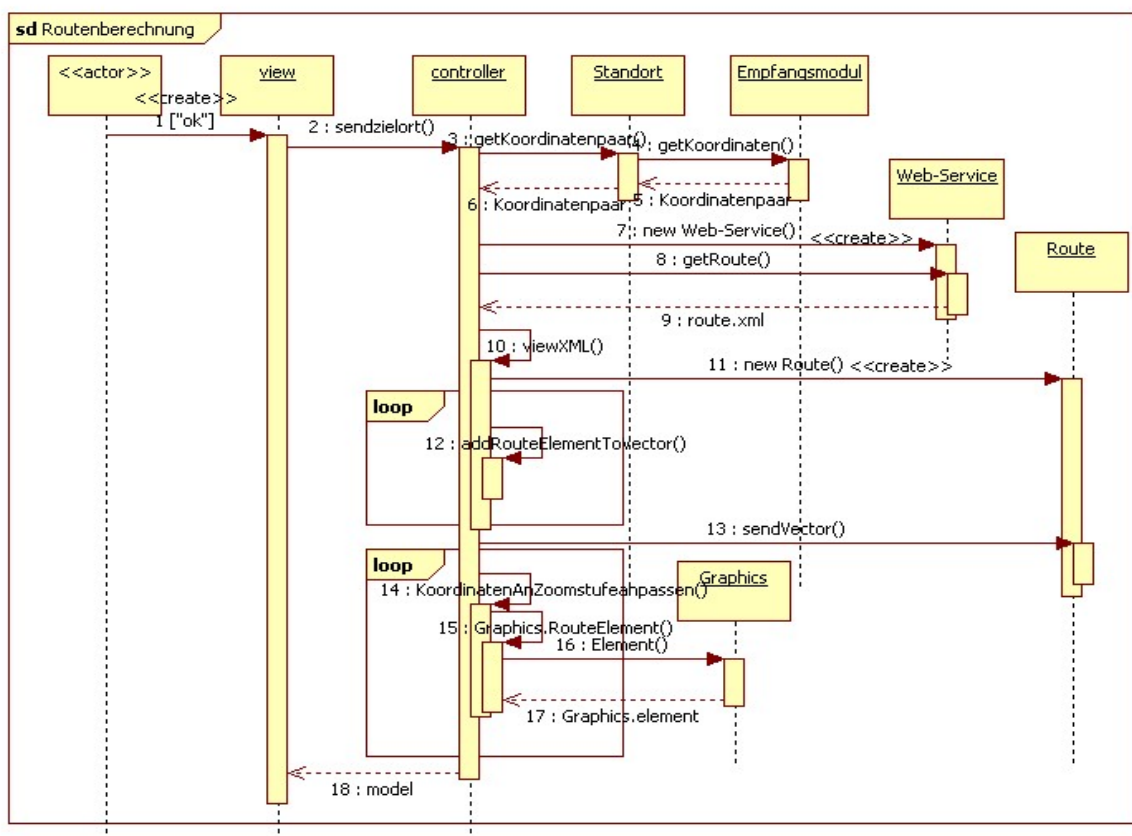 sd Routenberechnung
<<actor>>
view
controller
Standort
Empfangsmodul
<<create>>
1 ["ok"]
2 : sendzielort()
3 : getKoordinatenpaar()
4 : getKoordinaten()
Web-Service
5 : Koordinatenpaar
6 : Koordinatenpaar
7 : new Web-Service()
<<create>>
Route
8 : getRoute()
9 : route.xml
10 : viewXML()
11 : new Route()
<<create>>
loop
12 : addRouteElementToVector()
13 : sendVector()
loop
Graphics
14 : KoordinatenAnZoomstufeahpassen()
15 : Graphics.RouteElement()
16 : Element()
17 : Graphics.element
18 : model